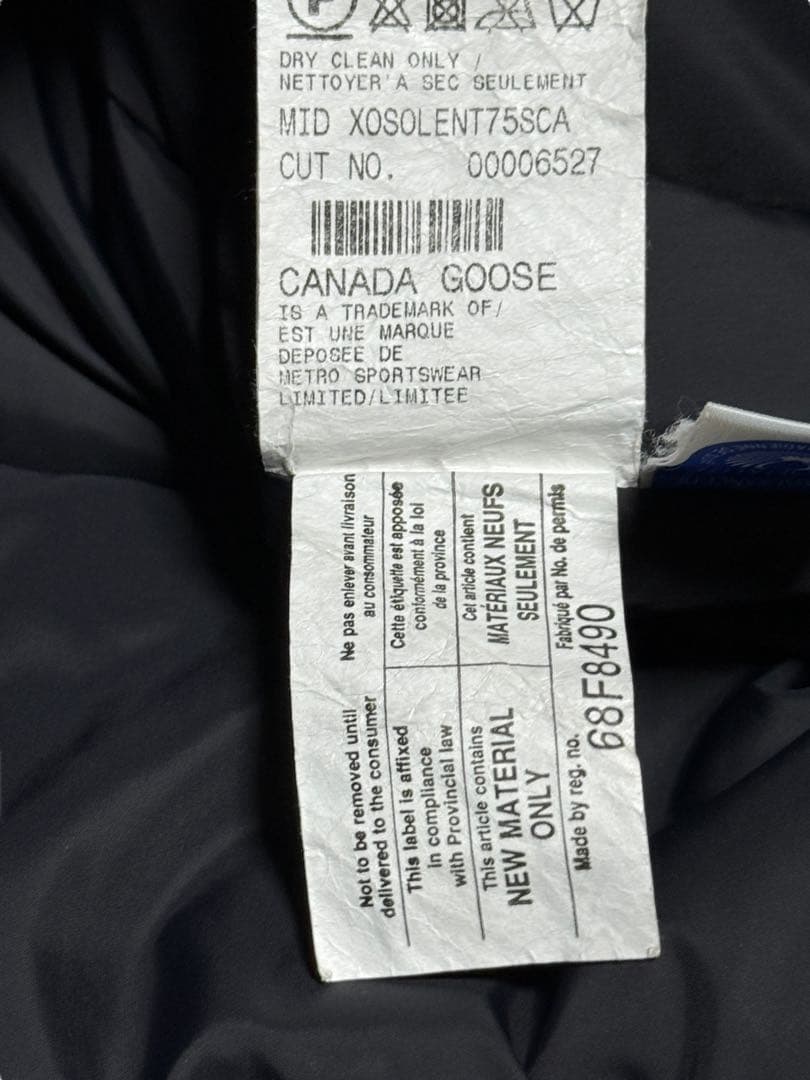 DRY CLEAN ONLY /
NETTOYER'A SEC SEULEMENT
MID XOSOLENT75SCA
CUT NO. 00006527
CANADA GOOSE
IS A TRADEMARK OF/
EST UNE MARQUE
DEPOSEE DE
METRO SPORTSWEAR
LIMITED/LIMITEE
Not to be removed until
delivered to the consumer
Ne pas enlever avant livraison
au consommateur
This label is affixed
in compliance
with Provincial law
Cette étiquette est apposée
conformément à la loi
de la province
This article contains
NEW MATERIAL
ONLY
Cet article contient
MATÉRIAUX NEUFS
SEULEMENT
Made by reg. no.
Fabriqué par No. de permis
68F8490